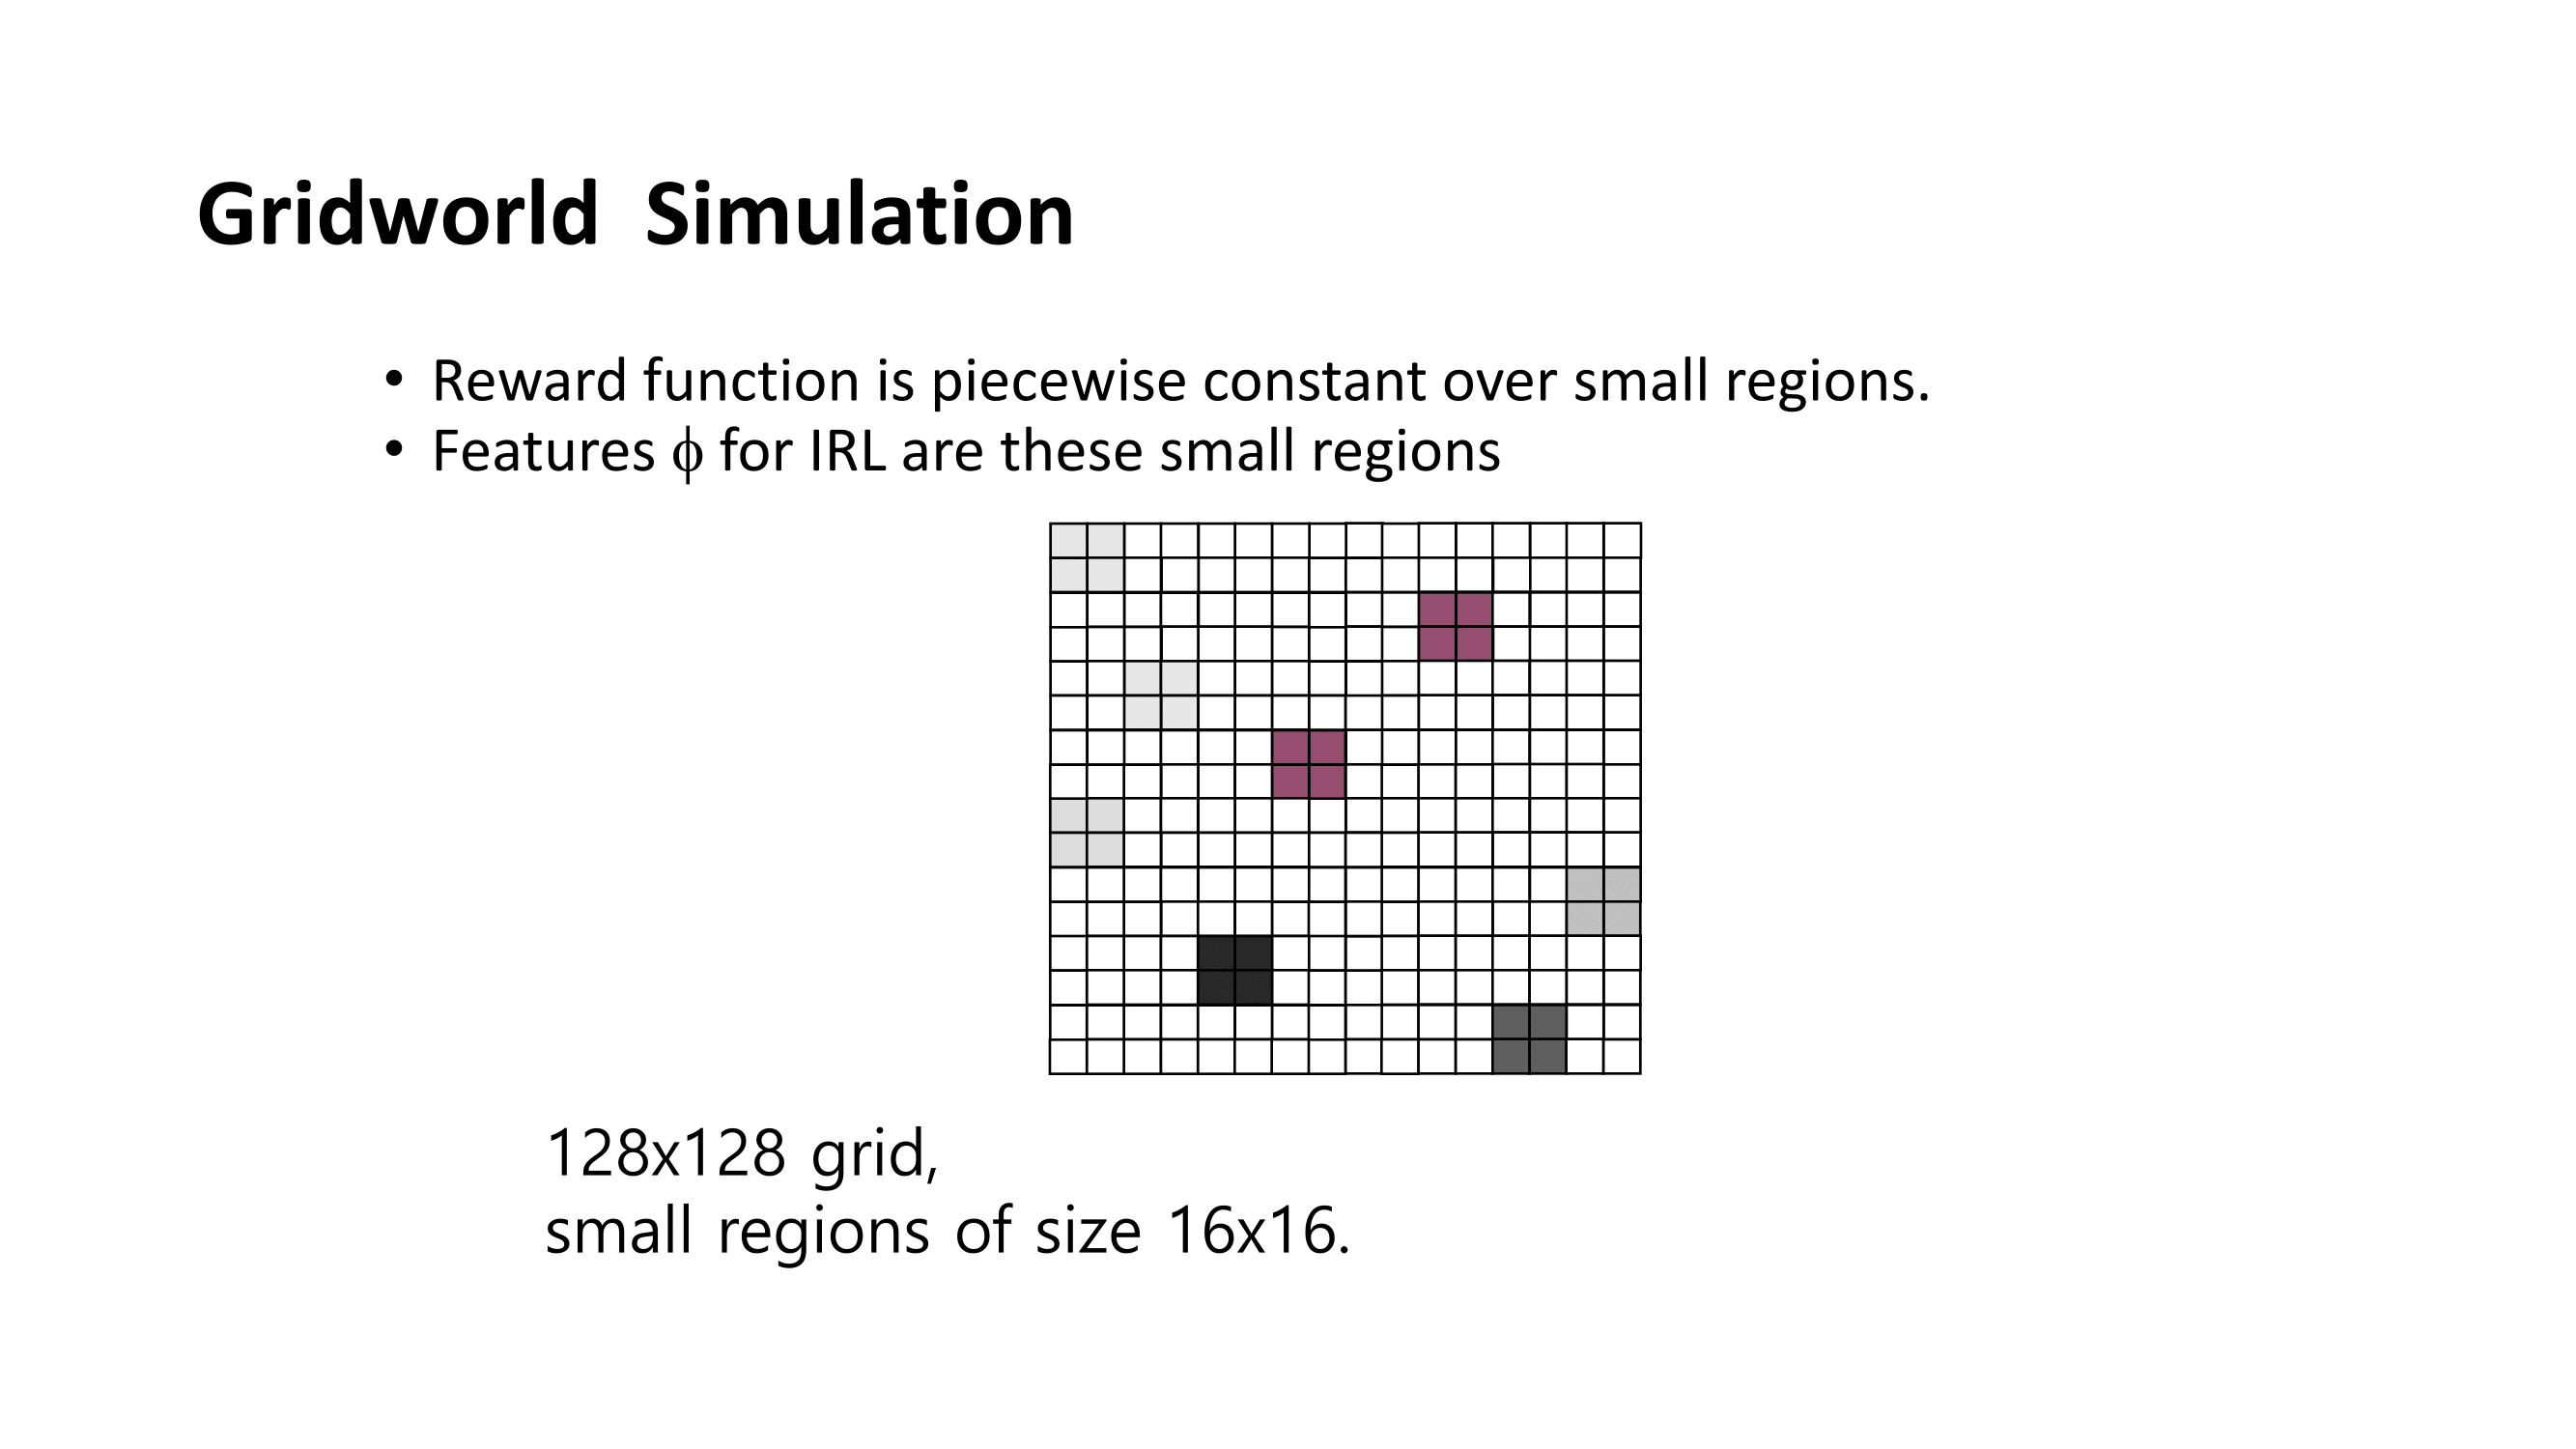 Gridworld Simulation
• Reward function is piecewise constant over small regions.
• Features ϕ for IRL are these small regions
128x128 grid,
small regions of size 16x16.